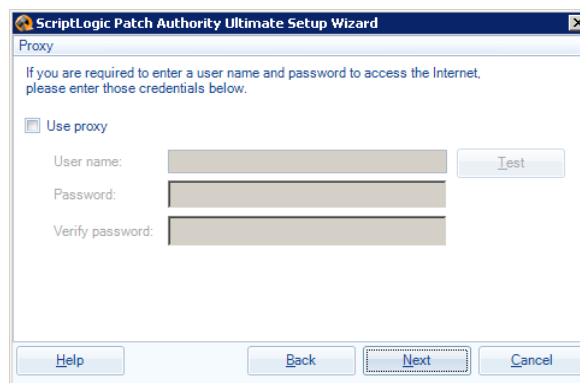 ScriptLogic Patch Authority Ultimate Setup Wizard
Proxy
If you are required to enter a user name and password to access the Internet,
please enter those credentials below.
Use proxy
User name:
Test
Password:
Verify password:
Help Back Next Cancel